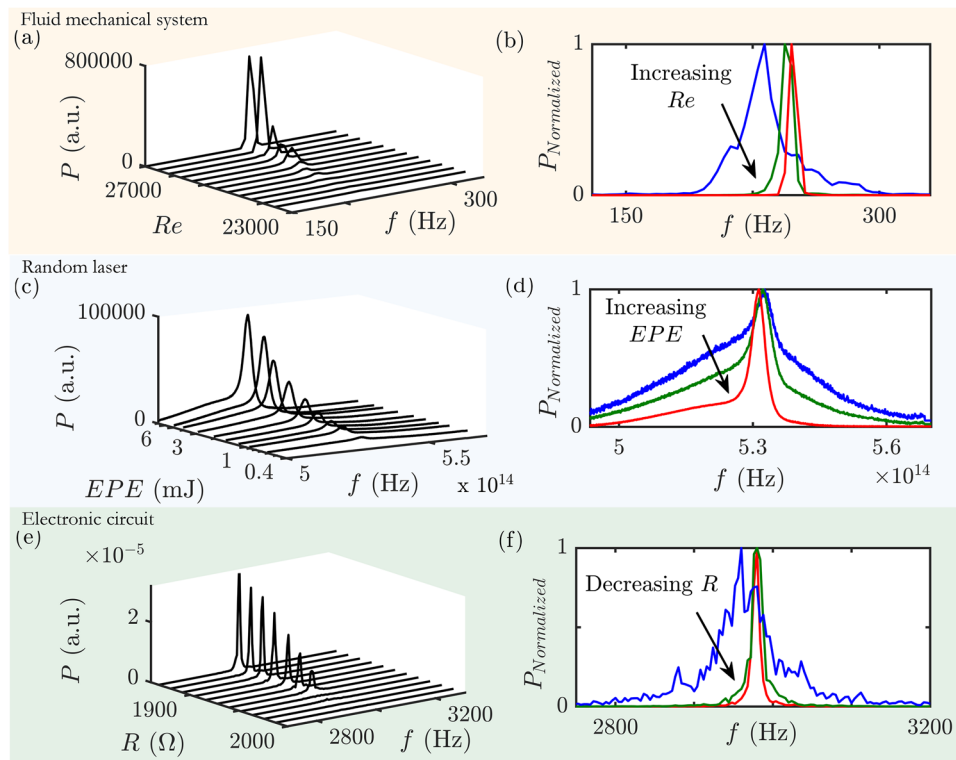 Fluid mechanical system
(a)
800000
P (a.u.)
0
27000
Re
23000
150
f (Hz)
300
(b)
1
P_Normalized
0
Increasing
Re
150
300
f (Hz)
Random laser
(c)
100000
P (a.u.)
0
6
3
1
0.4
EPE (mJ)
5
5.5
f (Hz)
x 10^14
(d)
1
P_Normalized
0
Increasing
EPE
5
5.3
5.6
f (Hz)
×10^14
Electronic circuit
(e)
×10^−5
2
P (a.u.)
0
1900
R (Ω)
2000
2800
f (Hz)
3200
(f)
1
P_Normalized
0
Decreasing R
2800
3200
f (Hz)